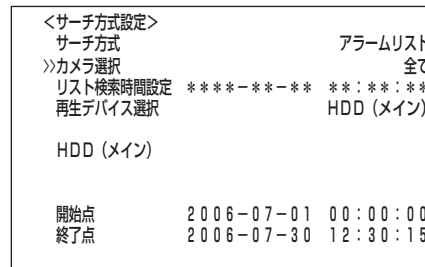 <サーチ方式設定>
サーチ方式 アラームリスト
»カメラ選択 全て
リスト検索時間設定 ****-**-** **:**:**
再生デバイス選択 HDD(メイン)
HDD(メイン)
開始点 2006-07-01 00:00:00
終了点 2006-07-30 12:30:15